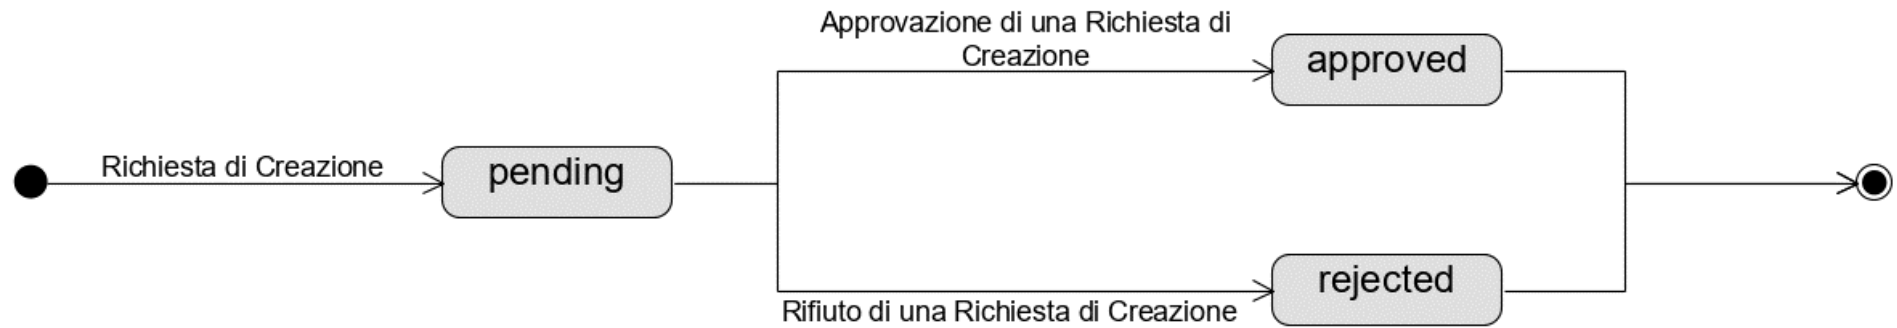 Approvazione di una Richiesta di
Creazione
approved
Richiesta di Creazione
pending
rejected
Rifiuto di una Richiesta di Creazione